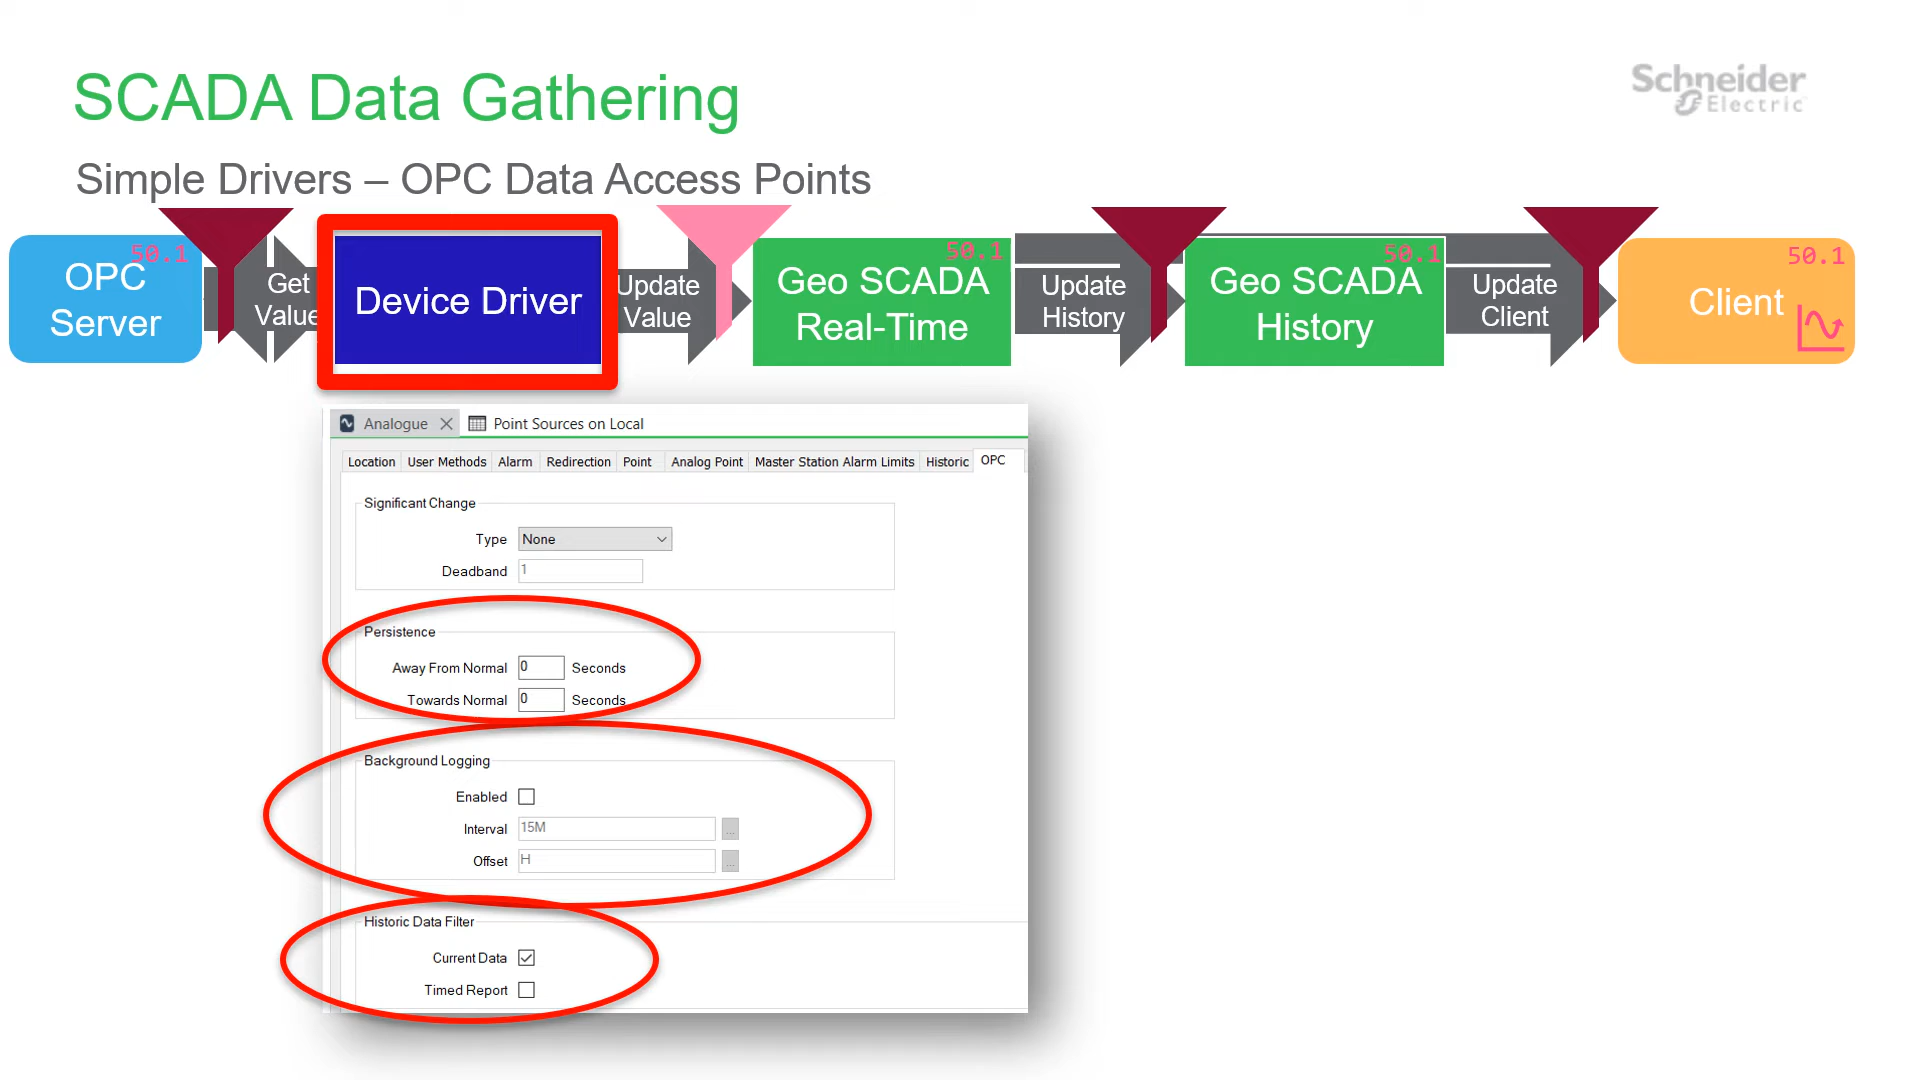 SCADA Data Gathering
Schneider
Electric
Simple Drivers – OPC Data Access Points
50.1
OPC
Server
Get
Value
Device Driver
Update
Value
50.1
Geo SCADA
Real-Time
Update
History
50.1
Geo SCADA
History
Update
Client
50.1
Client
Analogue
Point Sources on Local
Location User Methods Alarm Redirection Point Analog Point Master Station Alarm Limits Historic OPC
Significant Change
Type None
Deadband 1
Persistence
Away From Normal 0 Seconds
Towards Normal 0 Seconds
Background Logging
Enabled
Interval 15M ...
Offset H ...
Historic Data Filter
Current Data
Timed Report